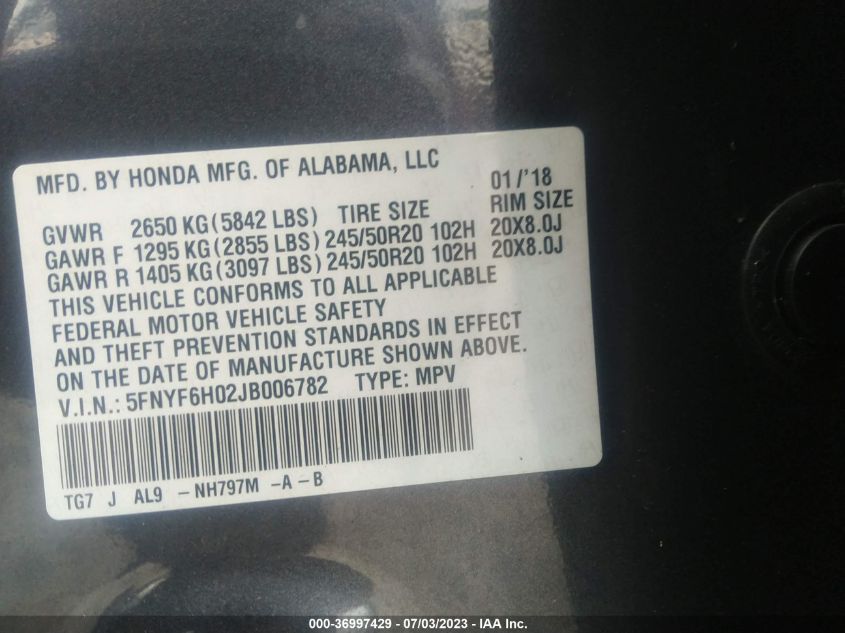 MFD. BY HONDA MFG. OF ALABAMA, LLC
01/'18
GVWR 2650 KG(5842 LBS) TIRE SIZE RIM SIZE
GAWR F 1295 KG(2855 LBS) 245/50R20 102H 20X8.0J
GAWR R 1405 KG(3097 LBS) 245/50R20 102H 20X8.0J
THIS VEHICLE CONFORMS TO ALL APPLICABLE
FEDERAL MOTOR VEHICLE SAFETY
AND THEFT PREVENTION STANDARDS IN EFFECT
ON THE DATE OF MANUFACTURE SHOWN ABOVE.
V.I.N.: 5FNYF6H02JB006782 TYPE: MPV
TG7 J AL9 -NH797M -A-B
000-36997429 - 07/03/2023 - IAA Inc.